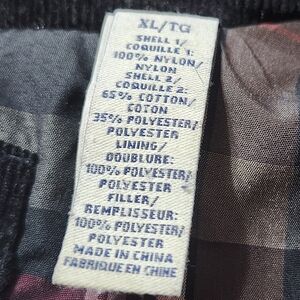 XL/TG
SHELL 1/
COQUILLE 1:
100% NYLON/
NYLON
SHELL 2/
COQUILLE 2:
65% COTTON/
COTON
35% POLYESTER/
POLYESTER
LINING/
DOUBLURE:
100% POLYESTER/
POLYESTER
FILLER/
REMPLISSEUR:
100% POLYESTER/
POLYESTER
MADE IN CHINA
FABRIQUE EN CHINE